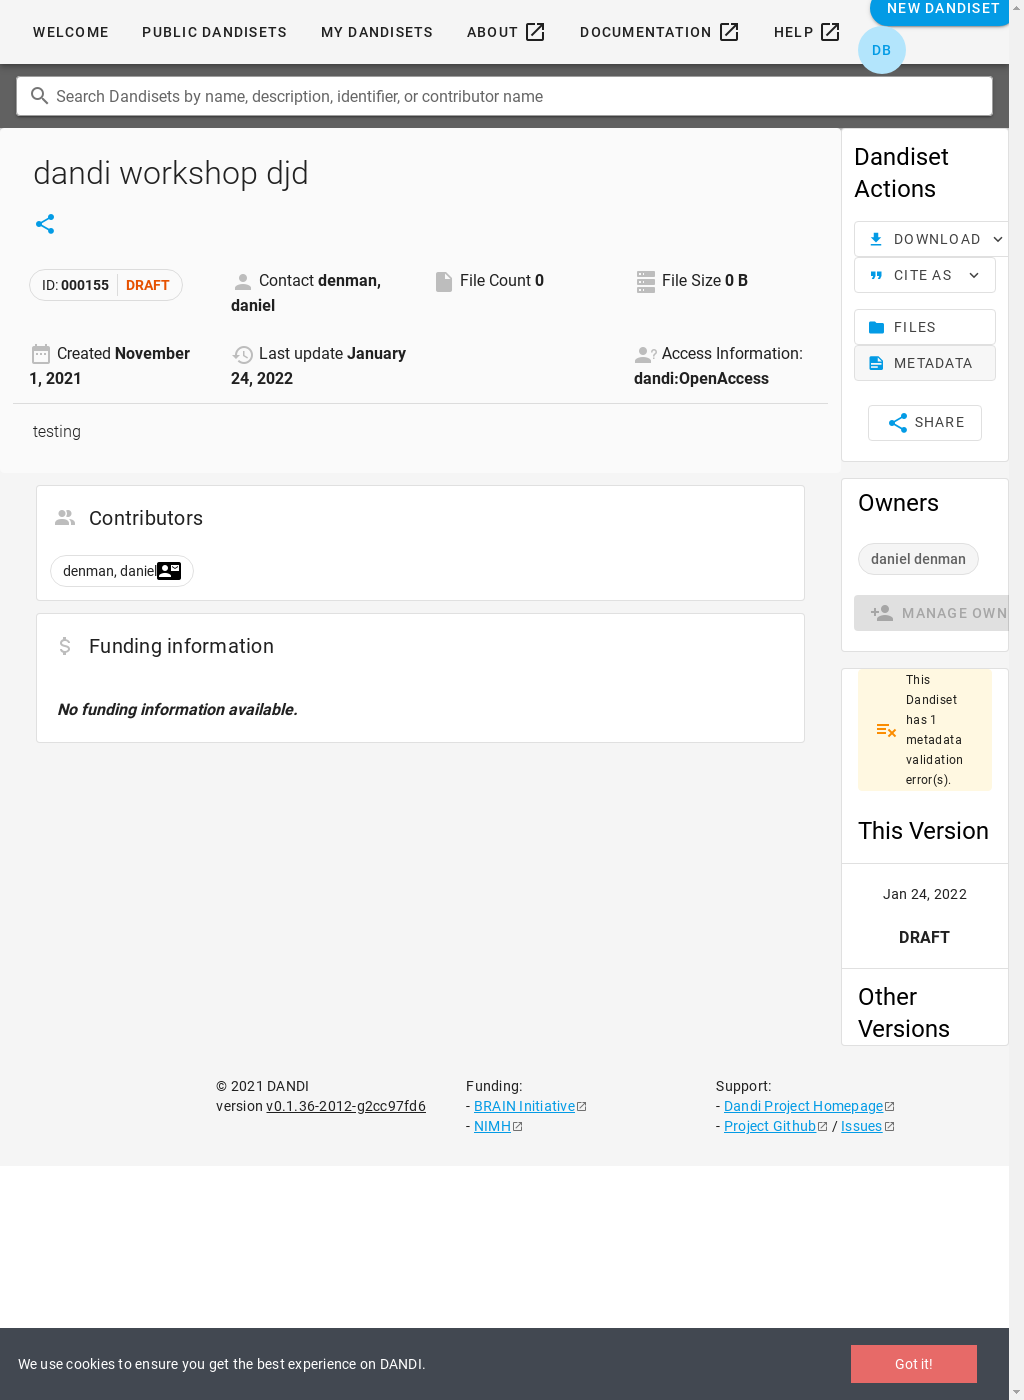 WELCOME
PUBLIC DANDISETS
MY DANDISETS
ABOUT
DOCUMENTATION
HELP
NEW DANDISET
DB
Search Dandisets by name, description, identifier, or contributor name
dandi workshop djd
ID: 000155 DRAFT
Contact denman,
daniel
File Count 0
File Size 0 B
Created November
1, 2021
Last update January
24, 2022
Access Information:
dandi:OpenAccess
testing
Contributors
denman, daniel
Funding information
No funding information available.
Dandiset
Actions
DOWNLOAD
CITE AS
FILES
METADATA
SHARE
Owners
daniel denman
MANAGE OWN
This
Dandiset
has 1
metadata
validation
error(s).
This Version
Jan 24, 2022
DRAFT
Other
Versions
© 2021 DANDI
version v0.1.36-2012-g2cc97fd6
Funding:
- BRAIN Initiative
- NIMH
Support:
- Dandi Project Homepage
- Project Github / Issues
We use cookies to ensure you get the best experience on DANDI.
Got it!